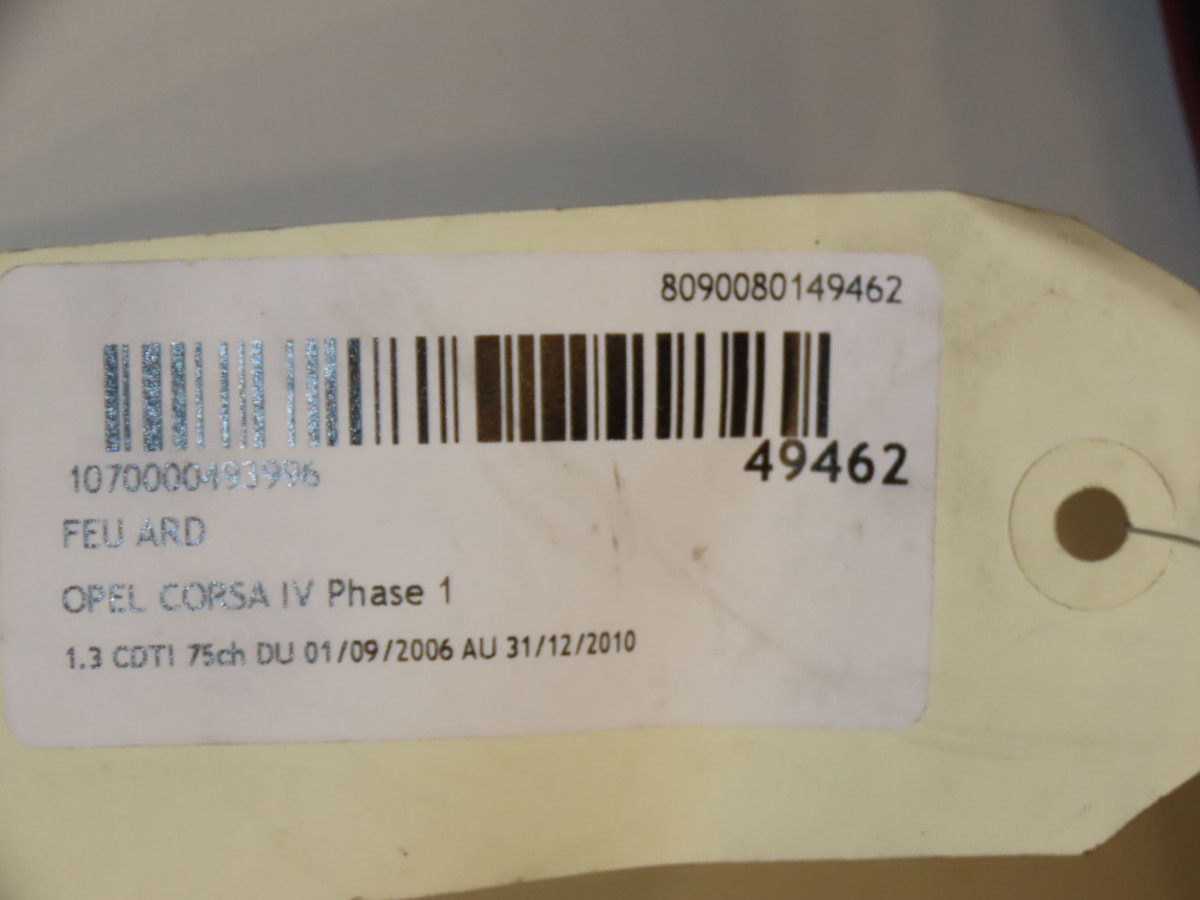 8090080149462
49462
1070000493996
FEU ARD
OPEL CORSA IV Phase 1
1.3 CDTI 75ch DU 01/09/2006 AU 31/12/2010